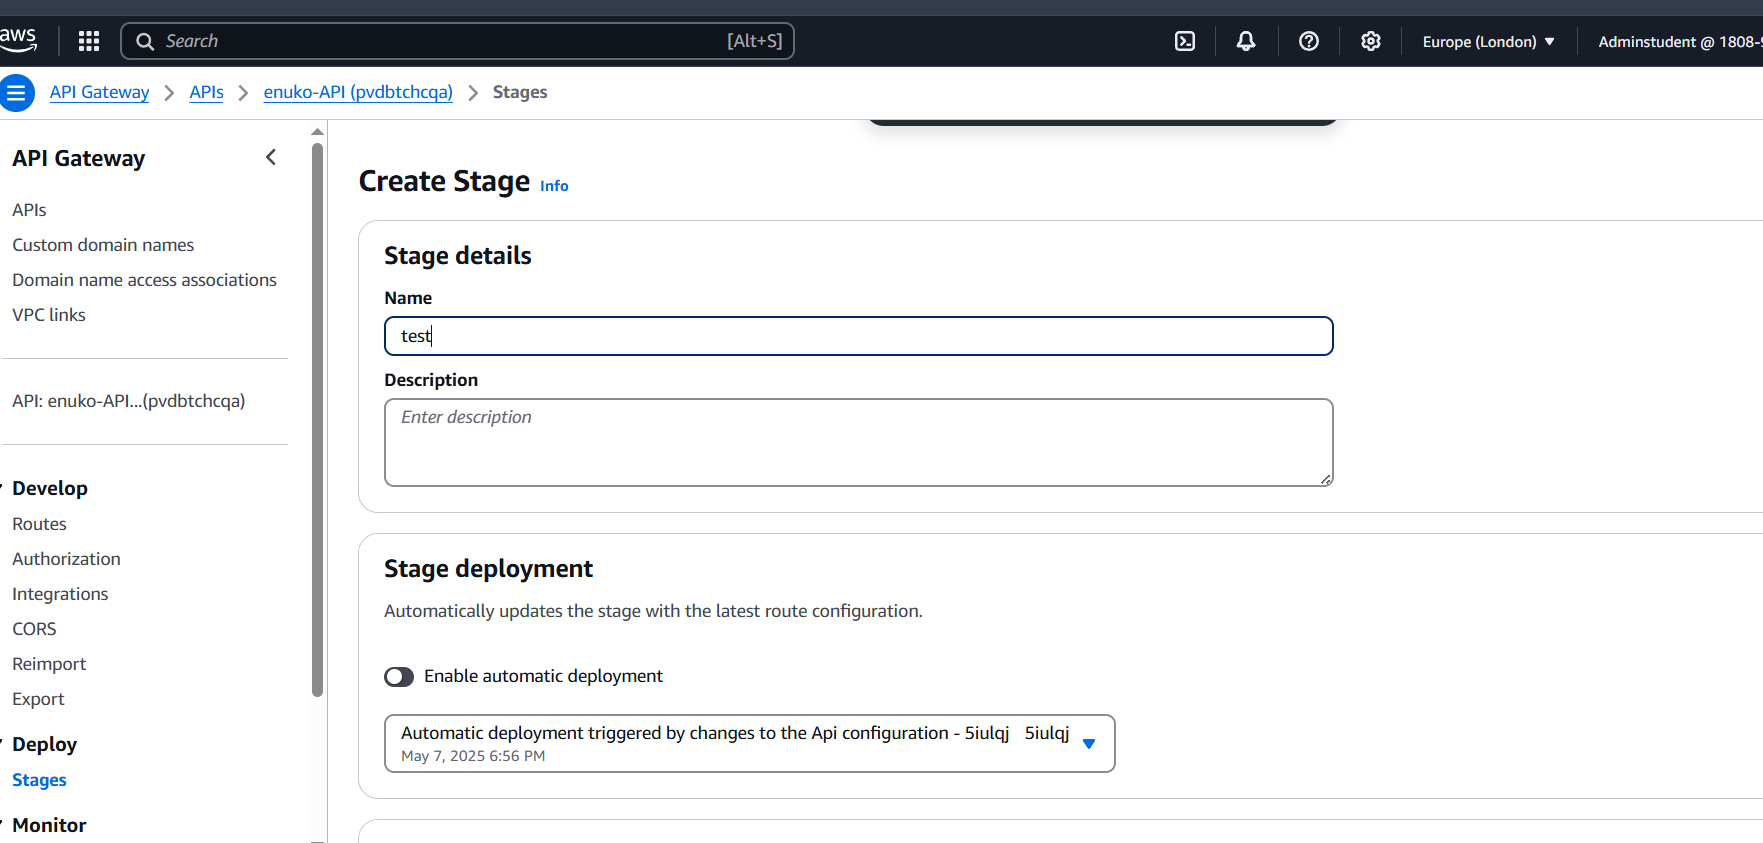 aws
Search [Alt+S]
Europe (London)
Adminstudent @ 1808-
API Gateway
APIs
enuko-API (pvdbtchcqa)
Stages
API Gateway
APIs
Custom domain names
Domain name access associations
VPC links
API: enuko-API...(pvdbtchcqa)
Develop
Routes
Authorization
Integrations
CORS
Reimport
Export
Deploy
Stages
Monitor
Create Stage Info
Stage details
Name
test
Description
Enter description
Stage deployment
Automatically updates the stage with the latest route configuration.
Enable automatic deployment
Automatic deployment triggered by changes to the Api configuration - 5iulqj 5iulqj
May 7, 2025 6:56 PM